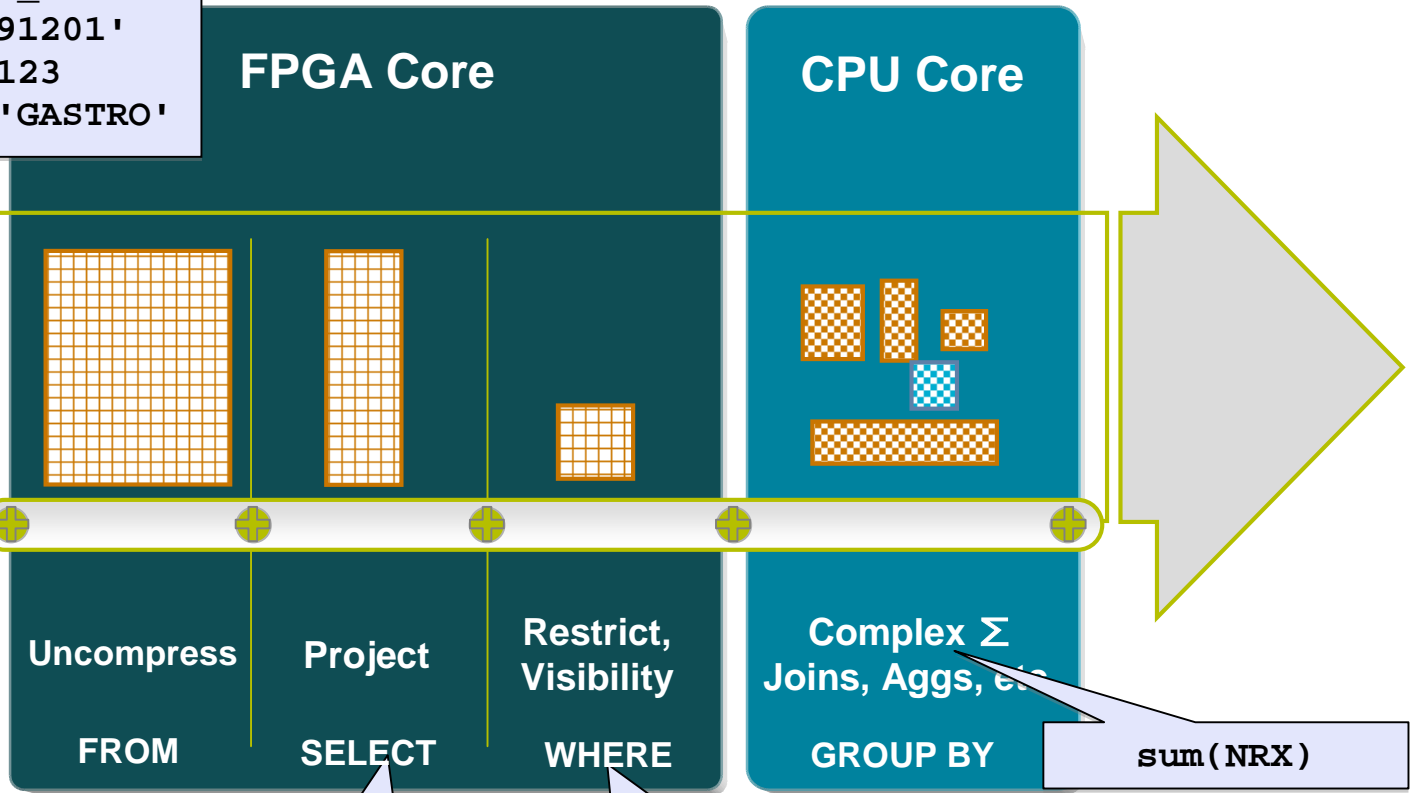 91201'
123
'GASTRO'
FPGA Core
CPU Core
Uncompress
Project
Restrict,
Visibility
Complex Σ
Joins, Aggs, etc
FROM
SELECT
WHERE
GROUP BY
sum(NRX)